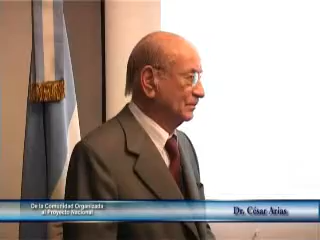 De la Comunidad Organizada
al Proyecto Nacional
Dr. César Arias